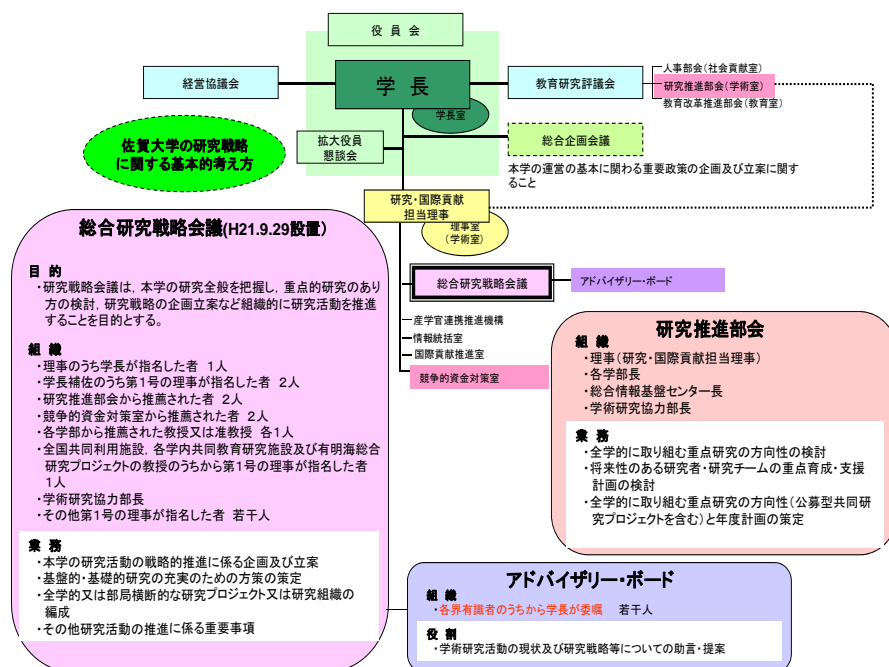 役 員 会
経営協議会
学 長
学長室
教育研究評議会
人事部会(社会貢献室)
研究推進部会(学術室)
教育改革推進部会(教育室)
佐賀大学の研究戦略
に関する基本的考え方
拡大役員
懇談会
総合企画会議
本学の運営の基本に関わる重要政策の企画及び立案に関す
ること
研究・国際貢献
担当理事
理事室
(学術室)
総合研究戦略会議
アドバイザリー・ボード
産学官連携推進機構
情報統括室
国際貢献推進室
競争的資金対策室
総合研究戦略会議(H21.9.29設置)
目 的
・研究戦略会議は、本学の研究全般を把握し、重点的研究のあり
方の検討、研究戦略の企画立案など組織的に研究活動を推進
することを目的とする。
組 織
・理事のうち学長が指名した者 1人
・学長補佐のうち第1号の理事が指名した者 2人
・研究推進部会から推薦された者 2人
・競争的資金対策室から推薦された者 2人
・各学部から推薦された教授又は准教授 各1人
・全国共同利用施設、各学内共同教育研究施設及び有明海総合
研究プロジェクトの教授のうちから第1号の理事が指名した者
1人
・学術研究協力部長
・その他第1号の理事が指名した者 若干人
業 務
・本学の研究活動の戦略的推進に係る企画及び立案
・基盤的・基礎的研究の充実のための方策の策定
・全学的又は部局横断的な研究プロジェクト又は研究組織の
編成
・その他研究活動の推進に係る重要事項
研究推進部会
組 織
・理事(研究・国際貢献担当理事)
・各学部長
・総合情報基盤センター長
・学術研究協力部長
業 務
・全学的に取り組む重点研究の方向性の検討
・将来性のある研究者・研究チームの重点育成・支援
計画の検討
・全学的に取り組む重点研究の方向性(公募型共同研
究プロジェクトを含む)と年度計画の策定
アドバイザリー・ボード
組 織
・各界有識者のうちから学長が委嘱 若干人
役 割
・学術研究活動の現状及び研究戦略等についての助言・提案